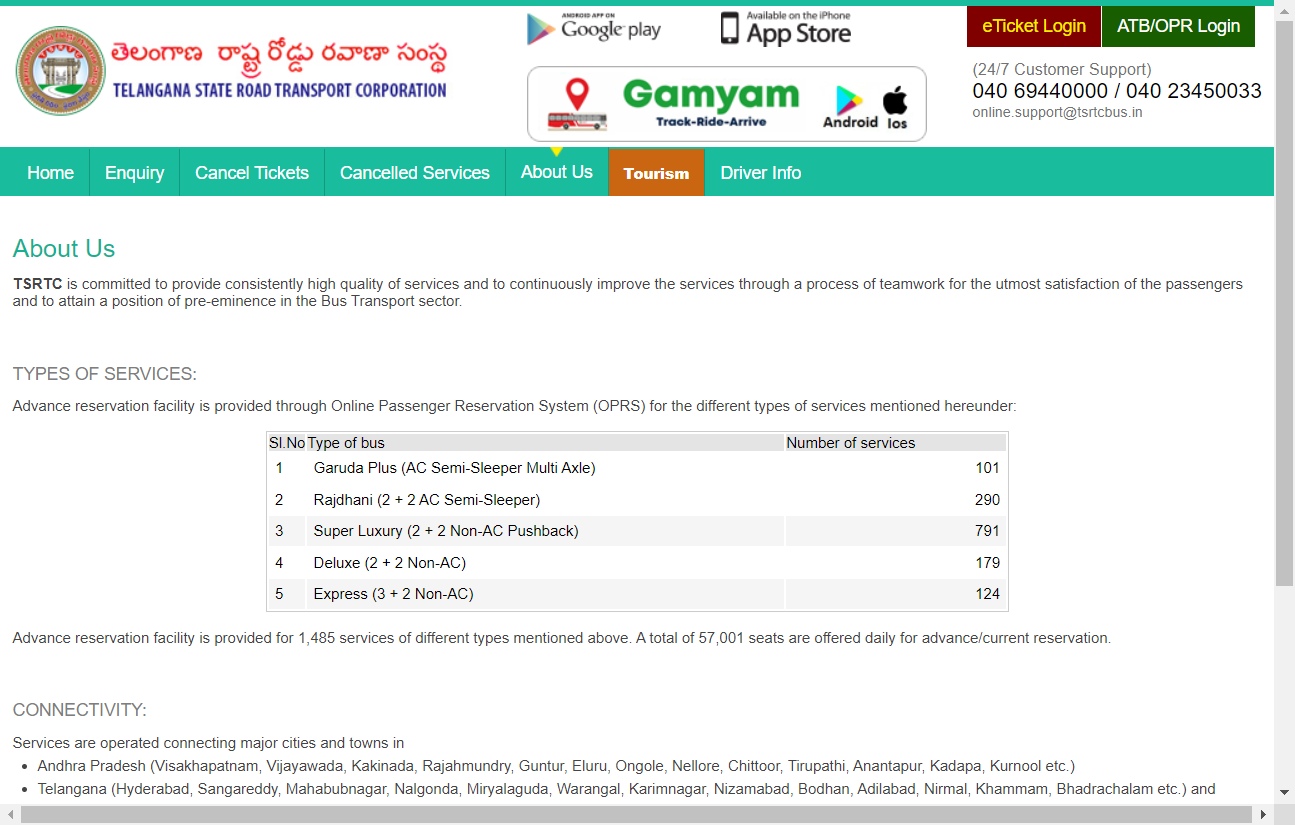 తెలంగాణ రాష్ట్ర రోడ్డు రవాణా సంస్థ
TELANGANA STATE ROAD TRANSPORT CORPORATION
ANDROID APP ON
Google play
Available on the iPhone
App Store
Gamyam
Track-Ride-Arrive
Android Ios
eTicket Login ATB/OPR Login
(24/7 Customer Support)
040 69440000 / 040 23450033
online.support@tsrtcbus.in
Home Enquiry Cancel Tickets Cancelled Services About Us Tourism Driver Info
About Us
TSRTC is committed to provide consistently high quality of services and to continuously improve the services through a process of teamwork for the utmost satisfaction of the passengers
and to attain a position of pre-eminence in the Bus Transport sector.
TYPES OF SERVICES:
Advance reservation facility is provided through Online Passenger Reservation System (OPRS) for the different types of services mentioned hereunder:
Sl.No Type of bus Number of services
1 Garuda Plus (AC Semi-Sleeper Multi Axle) 101
2 Rajdhani (2 + 2 AC Semi-Sleeper) 290
3 Super Luxury (2 + 2 Non-AC Pushback) 791
4 Deluxe (2 + 2 Non-AC) 179
5 Express (3 + 2 Non-AC) 124
Advance reservation facility is provided for 1,485 services of different types mentioned above. A total of 57,001 seats are offered daily for advance/current reservation.
CONNECTIVITY:
Services are operated connecting major cities and towns in
• Andhra Pradesh (Visakhapatnam, Vijayawada, Kakinada, Rajahmundry, Guntur, Eluru, Ongole, Nellore, Chittoor, Tirupathi, Anantapur, Kadapa, Kurnool etc.)
• Telangana (Hyderabad, Sangareddy, Mahabubnagar, Nalgonda, Miryalaguda, Warangal, Karimnagar, Nizamabad, Bodhan, Adilabad, Nirmal, Khammam, Bhadrachalam etc.) and